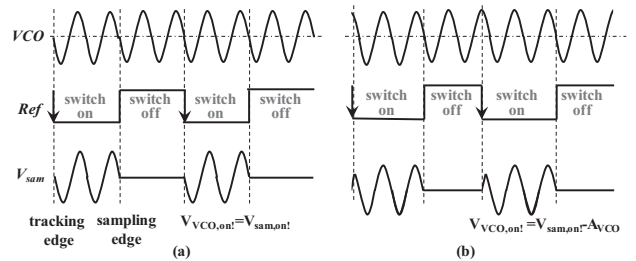 VCO
Ref
switch on
switch off
switch on
switch off
switch on
switch off
switch on
switch off
Vsam
tracking edge
sampling edge
VVCO,on!=Vsam,on!
VVCO,on!=Vsam,on!-AVCO
(a)
(b)